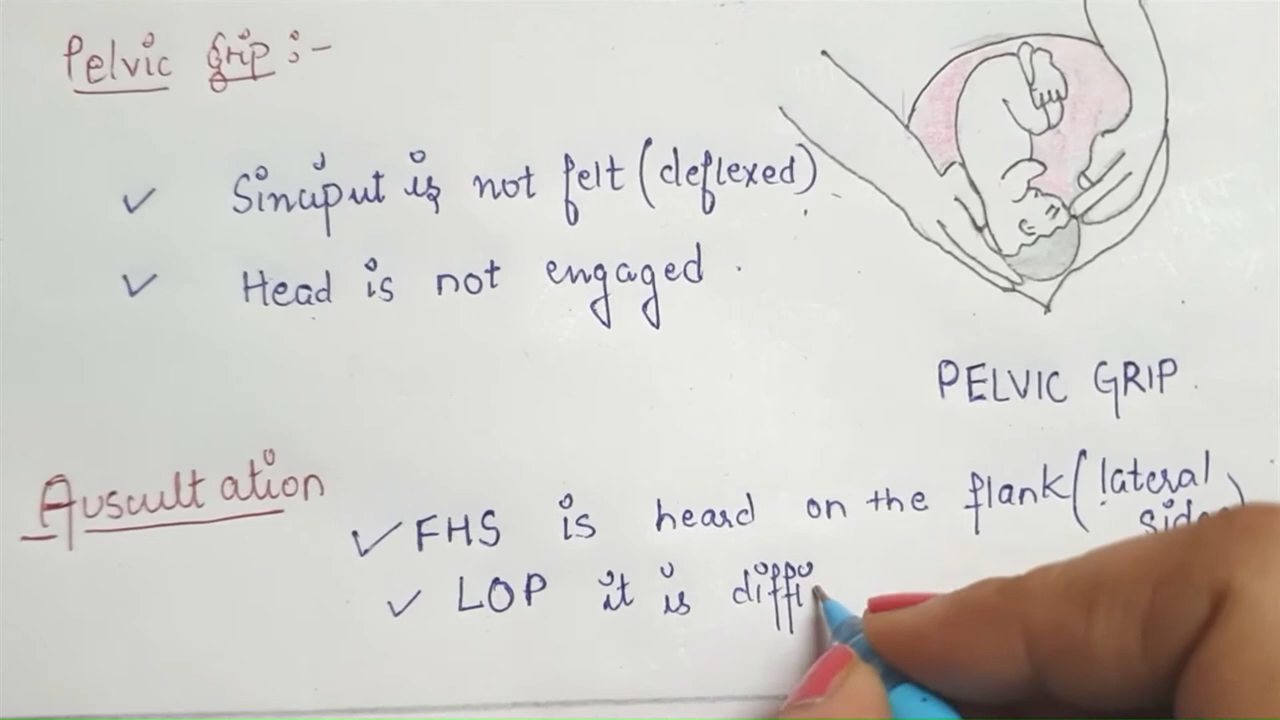 Pelvic Grip :-
✓ Sinciput is not felt (deflexed)
✓ Head is not engaged.
PELVIC GRIP.
Auscultation
✓ FHS is heard on the flank (lateral
✓ LOP it is diffi